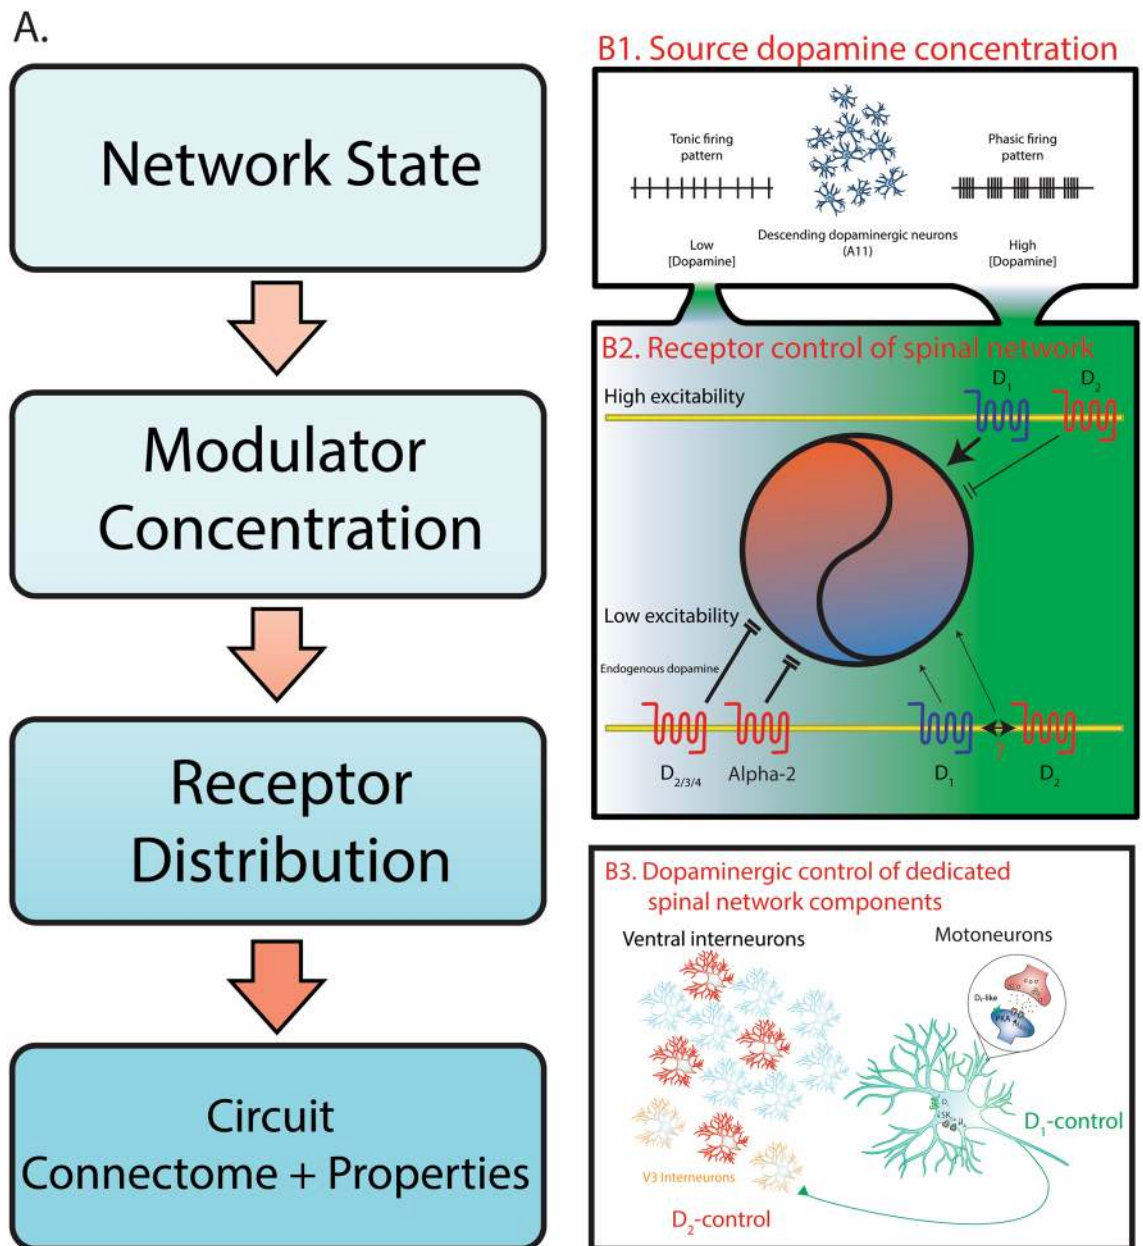 A.
Network State
Modulator
Concentration
Receptor
Distribution
Circuit
Connectome + Properties
B1. Source dopamine concentration
Tonic firing
pattern
Phasic firing
pattern
Descending dopaminergic neurons
(A11)
Low
[Dopamine]
High
[Dopamine]
B2. Receptor control of spinal network
D1
D2
High excitability
Low excitability
Endogenous dopamine
?
D2/3/4
Alpha-2
D1
D2
B3. Dopaminergic control of dedicated
spinal network components
Ventral interneurons
Motoneurons
D1-like
PKA
D1-control
V3 Interneurons
D2-control